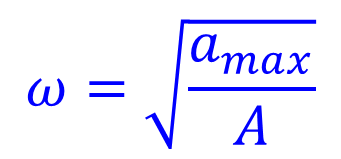 ω = √(a_max / A)